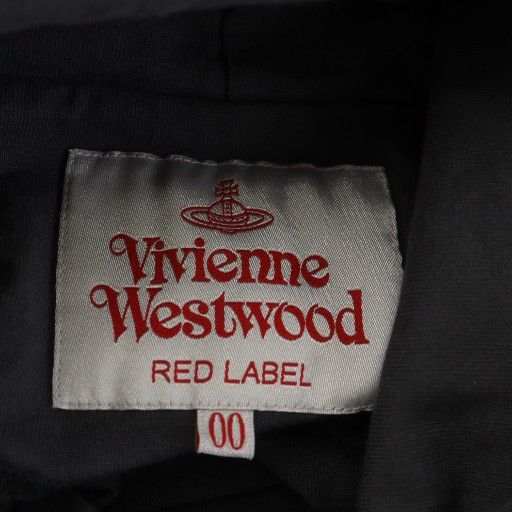 Vivienne
Westwood
RED LABEL
00